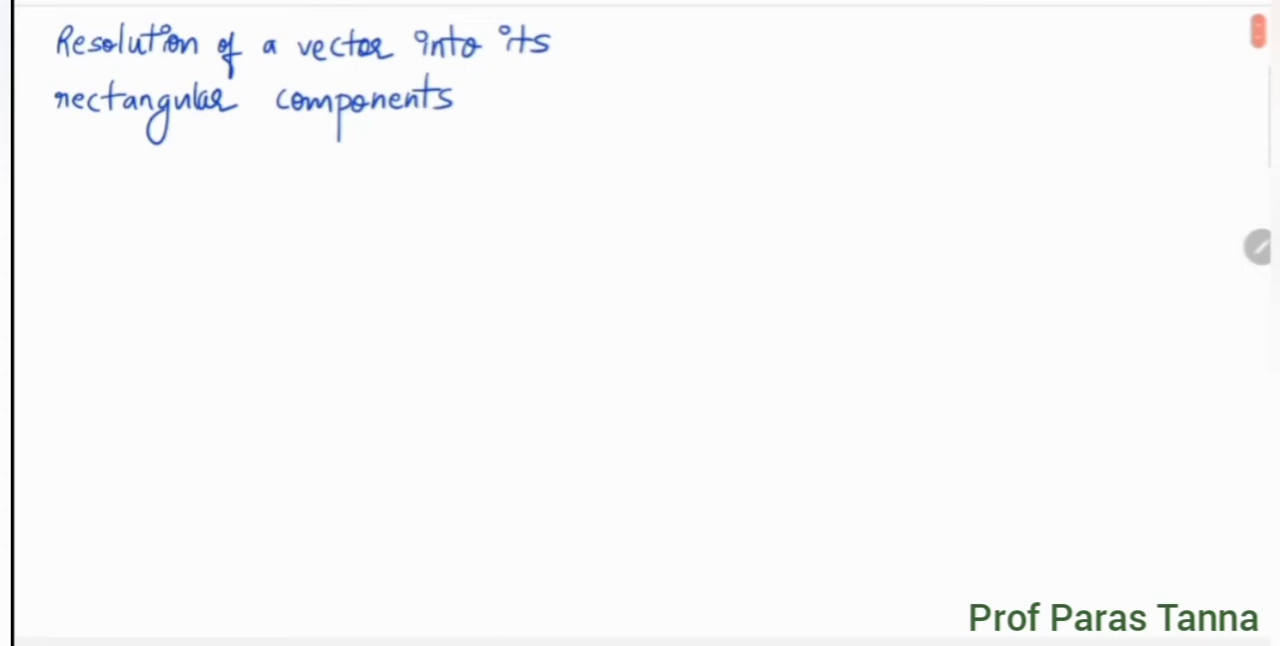 Resolution of a vector into its
rectangular components
Prof Paras Tanna